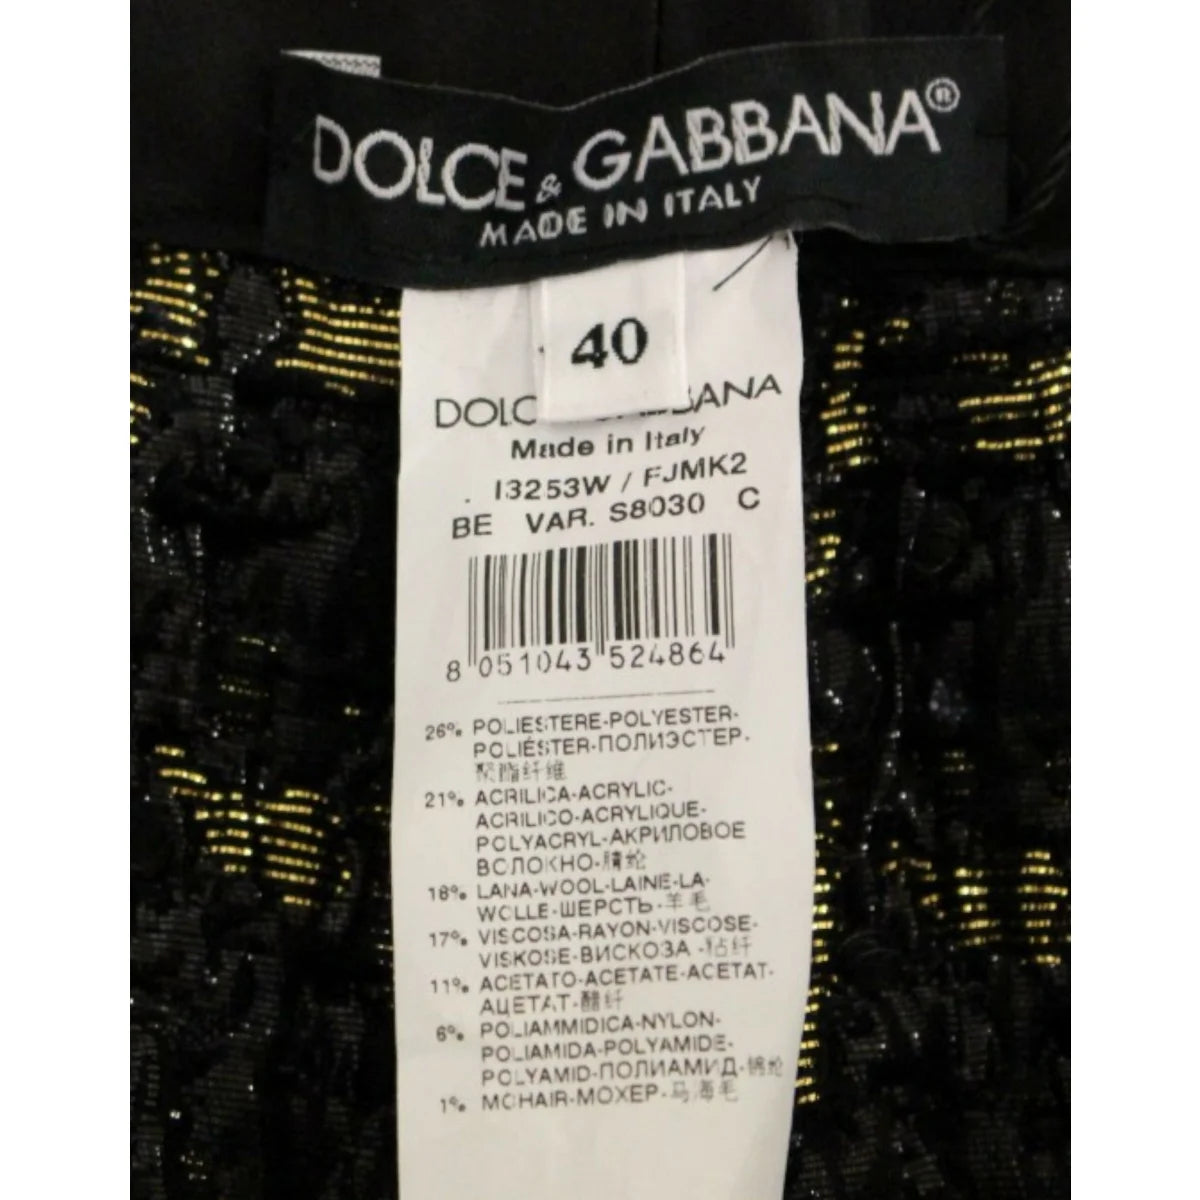 DOLCE & GABBANA®
MADE IN ITALY
40
DOLC ABBANA
Made in Italy
I3253W / FJMK2
BE VAR. S8030 C
8 051043 524864
26% POLIESTERE-POLYESTER-
POLIÉSTER-ПОЛИЭСТЕР-
聚酯纤维
21% ACRILICA-ACRYLIC-
ACRILICO-ACRYLIQUE-
POLYACRYL-АКРИЛОВОЕ
ВОЛОКНО-腈纶
18% LANA-WOOL-LAINE-LA-
WOLLE-ШЕРСТЬ-羊毛
17% VISCOSA-RAYON-VISCOSE-
VISKOSE-ВИСКОЗА -粘纤
11% ACETATO-ACETATE-ACETAT-
АЦЕТАТ-醋纤
6% POLIAMMIDICA-NYLON-
POLIAMIDA-POLYAMIDE-
POLYAMID-ПОЛИАМИД-锦纶
1% MOHAIR-МОХЕР-马海毛